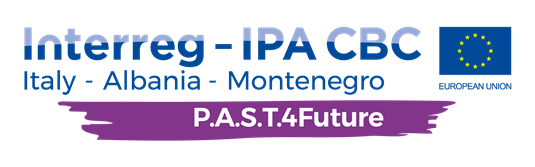 Interreg – IPA CBC
Italy - Albania - Montenegro
EUROPEAN UNION
P.A.S.T.4Future